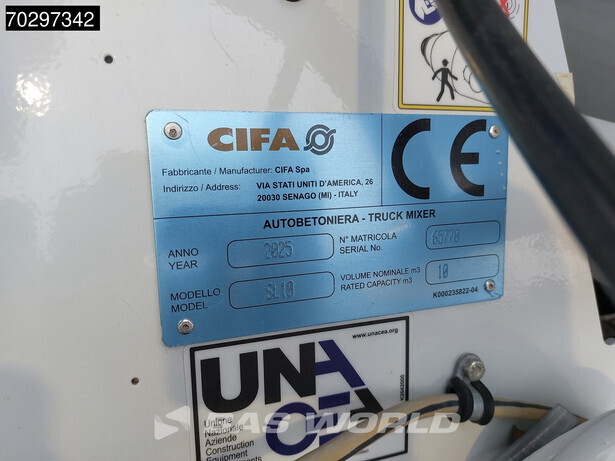 70297342
CIFA
CE
Fabbricante / Manufacturer: CIFA Spa
Indirizzo / Address: VIA STATI UNITI D'AMERICA, 26
20030 SENAGO (MI) - ITALY
AUTOBETONIERA - TRUCK MIXER
ANNO
YEAR
2025
N° MATRICOLA
SERIAL No.
65770
MODELLO
MODEL
SL10
VOLUME NOMINALE m3
RATED CAPACITY m3
10
K000235822-04
www.unacea.org
UNA
CEA
Unione
Nazionale
Aziende
Construction
Equipment
BAS WORLD